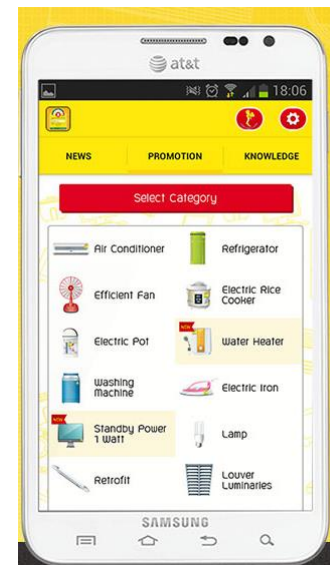 at&t
18:06
NEWS PROMOTION KNOWLEDGE
Select Category
Air Conditioner Refrigerator
Efficient Fan Electric Rice
Cooker
Electric Pot NEW Water Heater
Washing
Machine Electric Iron
NEW Standby Power
1 Watt Lamp
Retrofit Louver
Luminaries
SAMSUNG